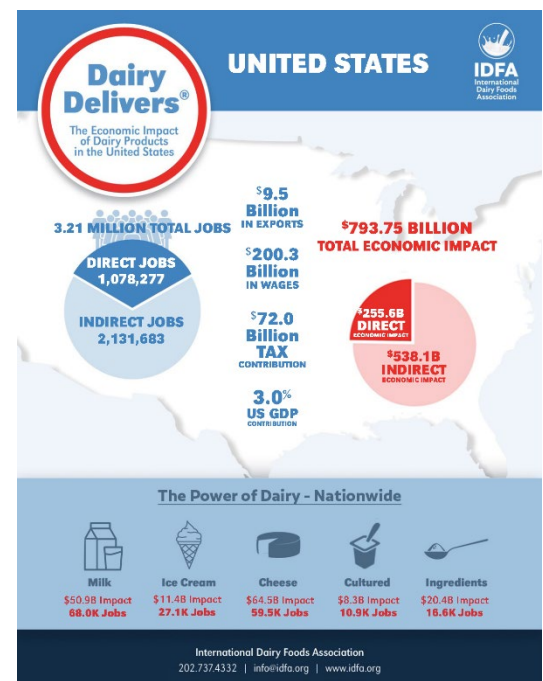 Dairy
Delivers®
The Economic Impact
of Dairy Products
in the United States
UNITED STATES
IDFA
International
Dairy Foods
Association
3.21 MILLION TOTAL JOBS
DIRECT JOBS
1,078,277
INDIRECT JOBS
2,131,683
$9.5
Billion
IN EXPORTS
$200.3
Billion
IN WAGES
$72.0
Billion
TAX
CONTRIBUTION
3.0%
US GDP
CONTRIBUTION
$793.75 BILLION
TOTAL ECONOMIC IMPACT
$255.6B
DIRECT
ECONOMIC IMPACT
$538.1B
INDIRECT
ECONOMIC IMPACT
The Power of Dairy - Nationwide
Milk
$50.9B Impact
68.0K Jobs
Ice Cream
$11.4B Impact
27.1K Jobs
Cheese
$64.5B Impact
59.5K Jobs
Cultured
$8.3B Impact
10.9K Jobs
Ingredients
$20.4B Impact
16.6K Jobs
International Dairy Foods Association
202.737.4332 | info@idfa.org | www.idfa.org